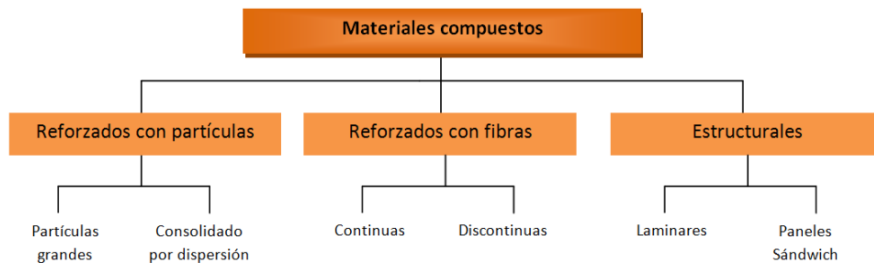 Materiales compuestos
Reforzados con partículas
Reforzados con fibras
Estructurales
Partículas
grandes
Consolidado
por dispersión
Continuas
Discontinuas
Laminares
Paneles
Sándwich